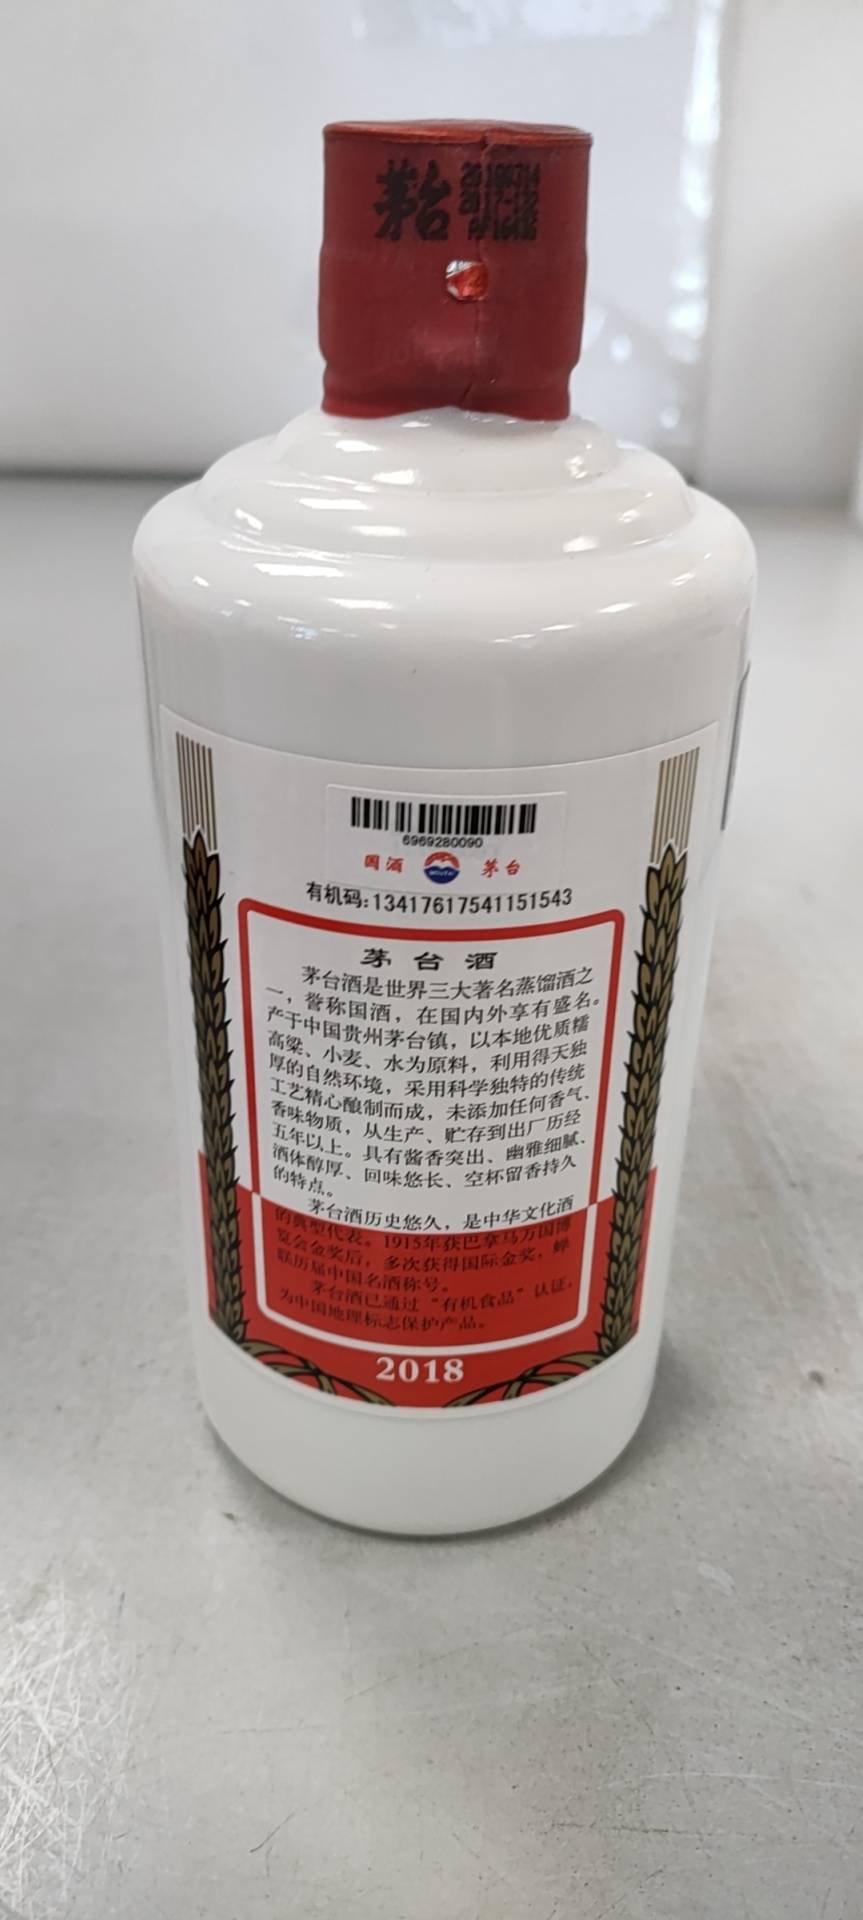 茅台
6969280090
国酒 MOUTAI 茅台
有机码:13417617541151543
茅台酒
茅台酒是世界三大著名蒸馏酒之
一，誉称国酒，在国内外享有盛名。
产于中国贵州茅台镇，以本地优质糯
高粱、小麦、水为原料，利用得天独
厚的自然环境，采用科学独特的传统
工艺精心酿制而成，未添加任何香气、
香味物质，从生产、贮存到出厂历经
五年以上。具有酱香突出、幽雅细腻、
酒体醇厚、回味悠长、空杯留香持久
的特点。
茅台酒历史悠久，是中华文化酒
的典型代表。1915年获巴拿马万国博
览会金奖后，多次获得国际金奖，蝉
联历届中国名酒称号。
茅台酒已通过“有机食品”认证，
为中国地理标志保护产品。
2018